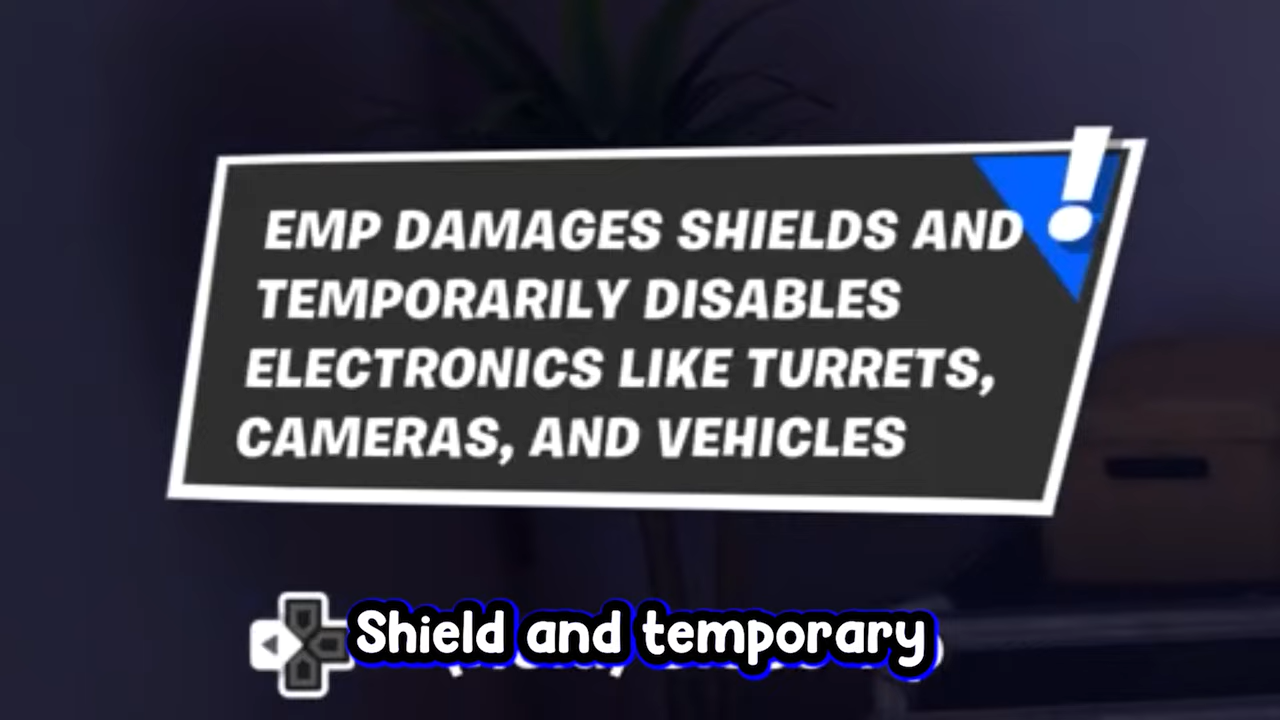 EMP DAMAGES SHIELDS AND
TEMPORARILY DISABLES
ELECTRONICS LIKE TURRETS,
CAMERAS, AND VEHICLES
Shield and temporary